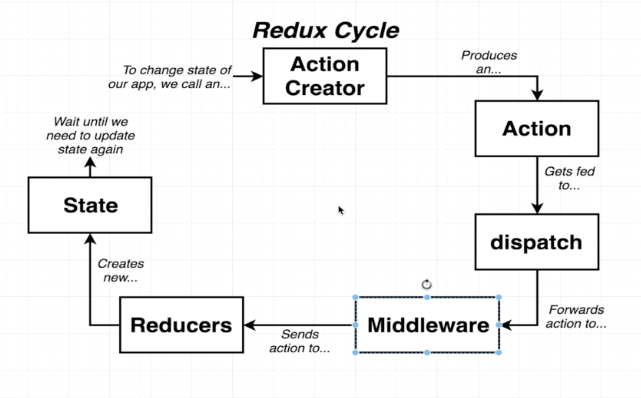 Redux Cycle
To change state of
our app, we call an...
Action
Creator
Produces
an...
Action
Gets fed
to...
dispatch
Forwards
action to...
Middleware
Sends
action to...
Reducers
Creates
new...
State
Wait until we
need to update
state again